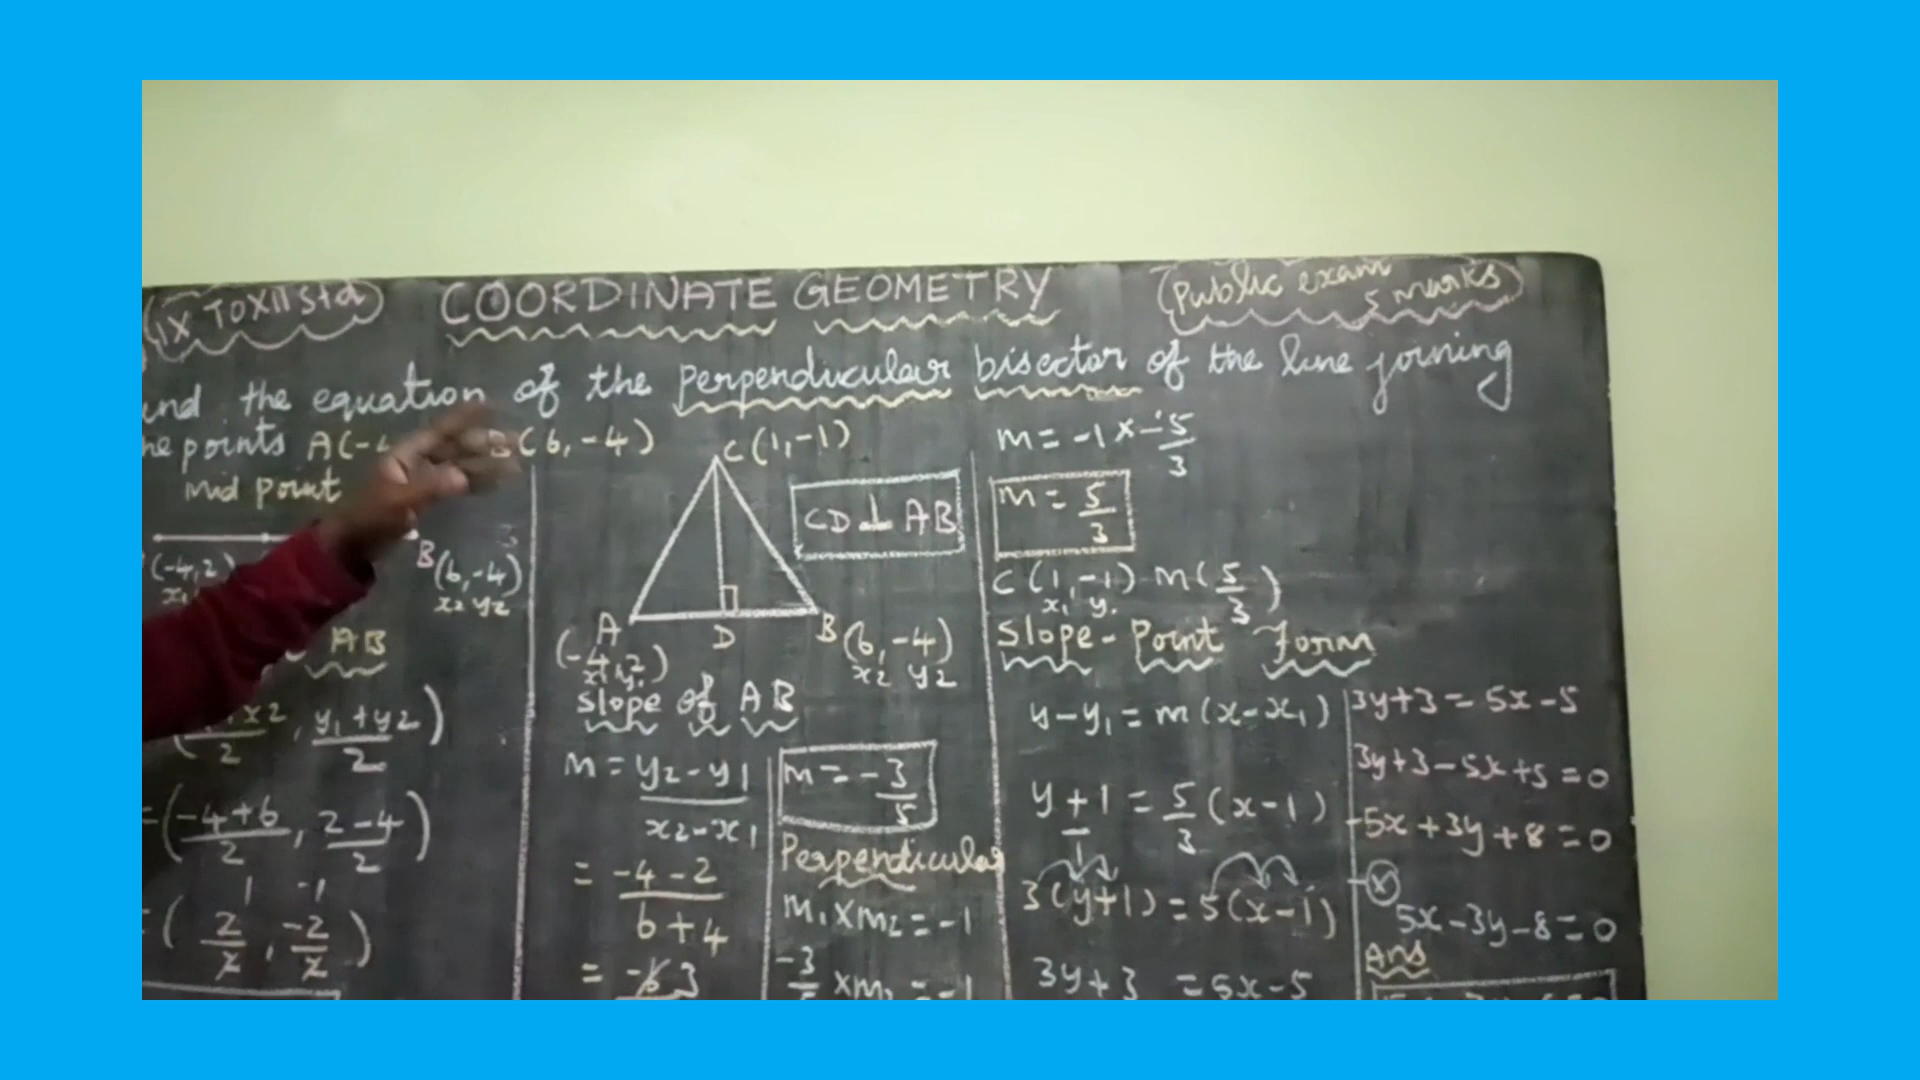 IX TO XII Std
COORDINATE GEOMETRY
Public exam
5 marks
ind the equation of the perpendicular bisector of the line joining
he points A(-4 B(6,-4)
Mid point
(-4,2)
x1
B(6,-4)
x2 y2
AB
x2/2, (y1+y2)/2)
=((-4+6)/2, (2-4)/2)
1 -1
=(2/2, -2/2)
C(1,-1)
CD ⊥ AB
A
D
B(6,-4)
x2 y2
(-4,2)
x1 y1
Slope of AB
m = (y2-y1)/(x2-x1)
= (-4-2)/(6+4)
= -6 3
m = -3/5
Perpendicular
m1 x m2 = -1
-3/5 x m2 = -1
m = -1 x -5/3
m = 5/3
C(1,-1) m(5/3)
x1 y1
Slope-Point Form
y-y1 = m(x-x1)
(y+1)/1 = 5/3 (x-1)
3(y+1) = 5(x-1)
3y+3 = 5x-5
3y+3 = 5x-5
3y+3-5x+5=0
-5x+3y+8=0
-(x)
5x-3y-8=0
Ans